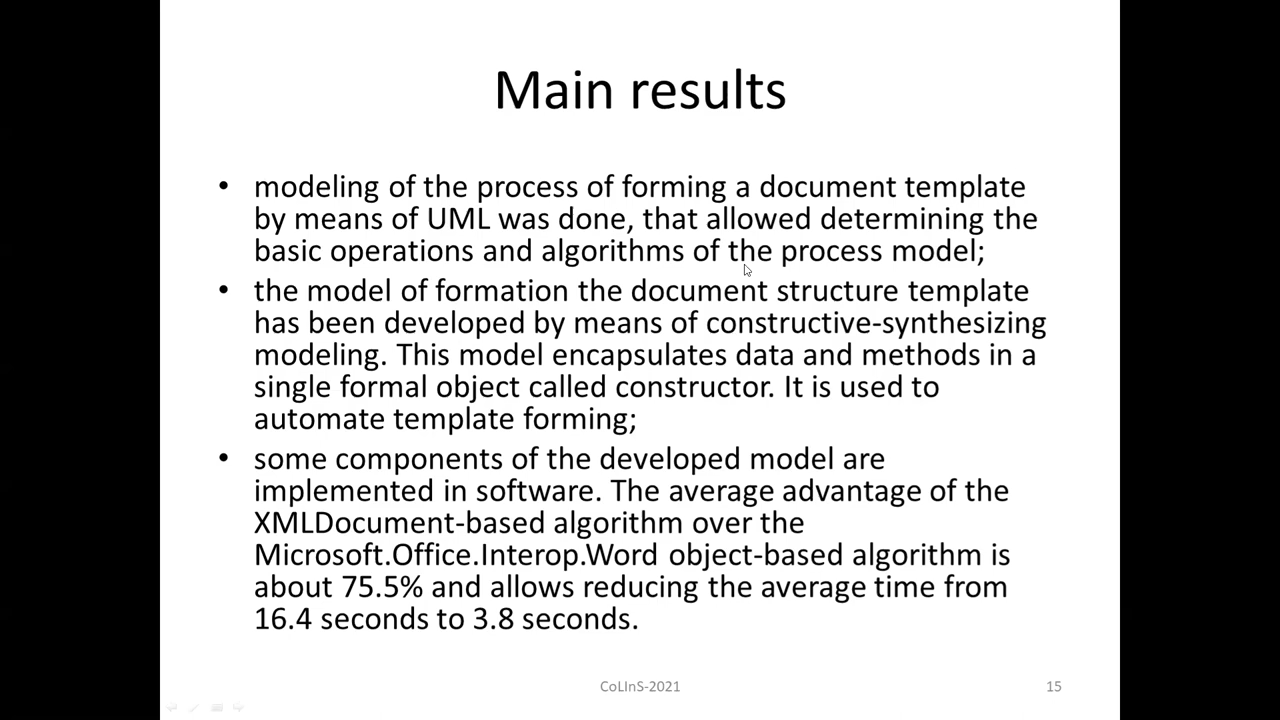 Main results
• modeling of the process of forming a document template
by means of UML was done, that allowed determining the
basic operations and algorithms of the process model;
• the model of formation the document structure template
has been developed by means of constructive-synthesizing
modeling. This model encapsulates data and methods in a
single formal object called constructor. It is used to
automate template forming;
• some components of the developed model are
implemented in software. The average advantage of the
XMLDocument-based algorithm over the
Microsoft.Office.Interop.Word object-based algorithm is
about 75.5% and allows reducing the average time from
16.4 seconds to 3.8 seconds.
CoLInS-2021
15